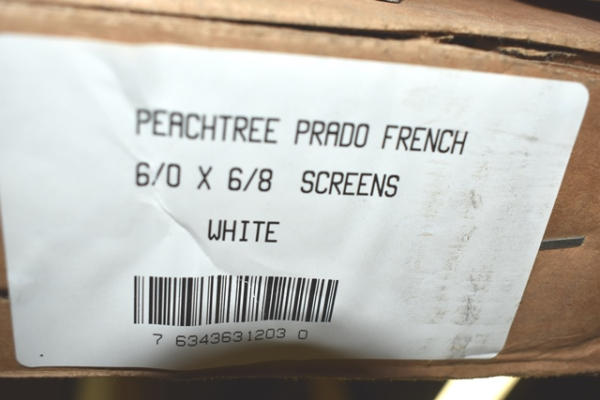 PEACHTREE PRADO FRENCH
6/0 X 6/8 SCREENS
WHITE
7 6343631203 0